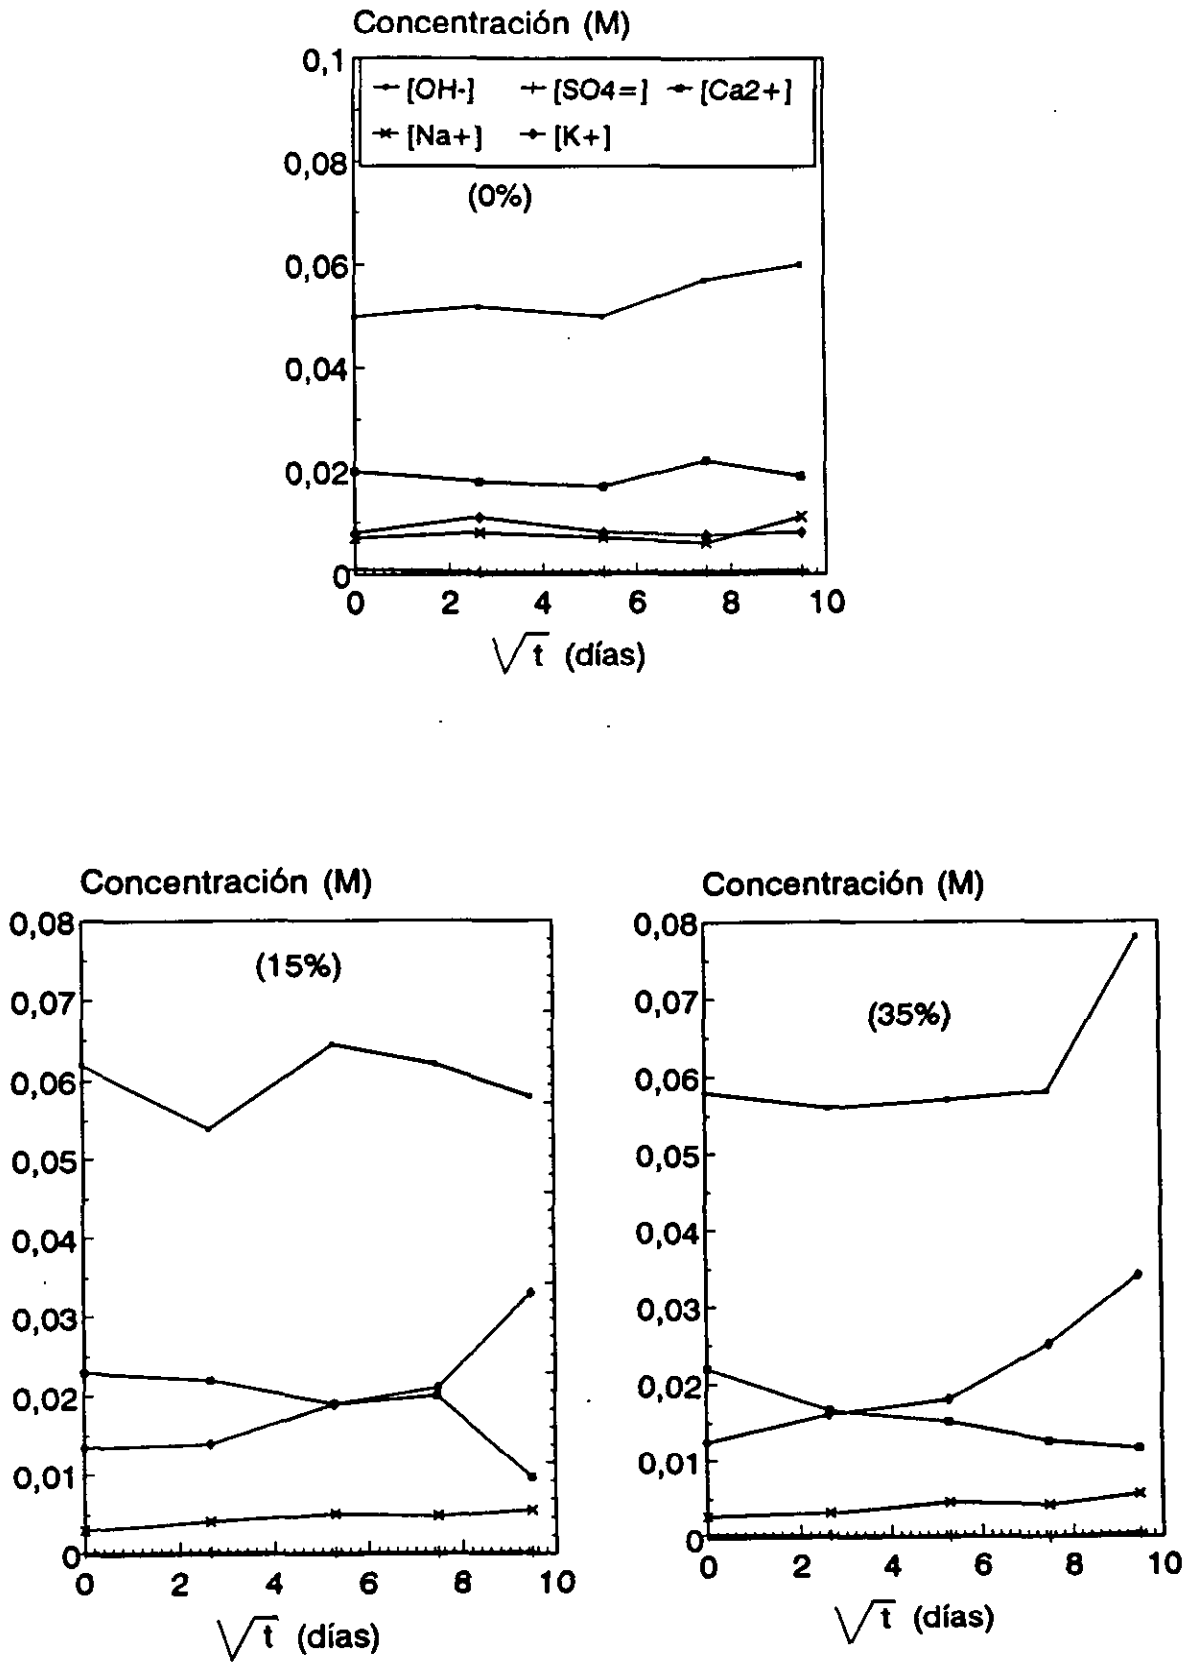 Concentración (M)
0,1
[OH-] [SO4=] [Ca2+]
[Na+] [K+]
0,08
(0%)
0,06
0,04
0,02
0
0 2 4 6 8 10
√t (días)
Concentración (M)
0,08
(15%)
0,07
0,06
0,05
0,04
0,03
0,02
0,01
0
0 2 4 6 8 10
√t (días)
Concentración (M)
0,08
0,07
(35%)
0,06
0,05
0,04
0,03
0,02
0,01
0
0 2 4 6 8 10
√t (días)